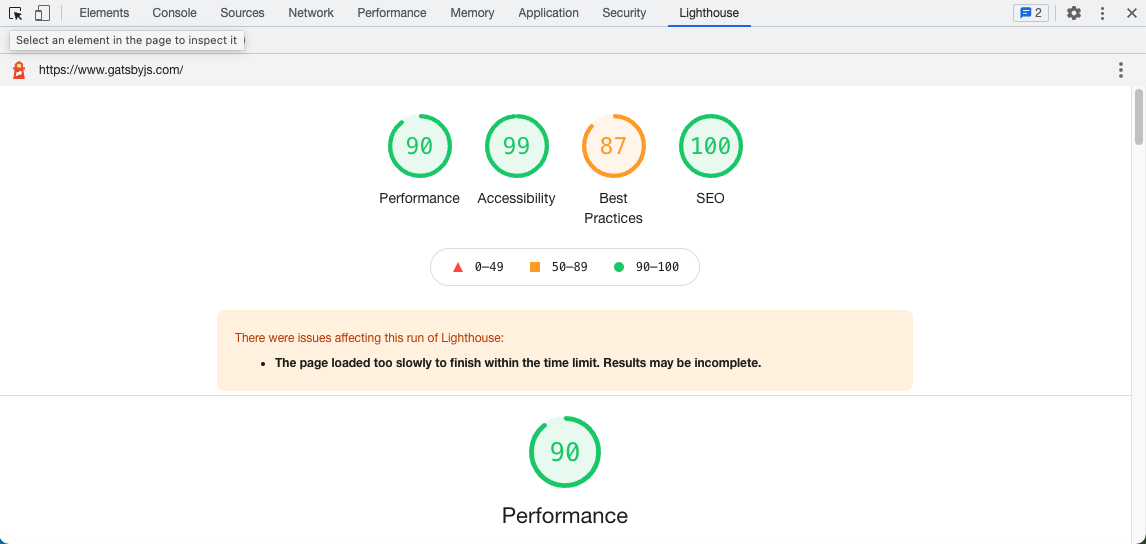 Elements Console Sources Network Performance Memory Application Security Lighthouse 2
Select an element in the page to inspect it
https://www.gatsbyjs.com/
90 99 87 100
Performance Accessibility Best Practices SEO
0–49 50–89 90–100
There were issues affecting this run of Lighthouse:
• The page loaded too slowly to finish within the time limit. Results may be incomplete.
90
Performance